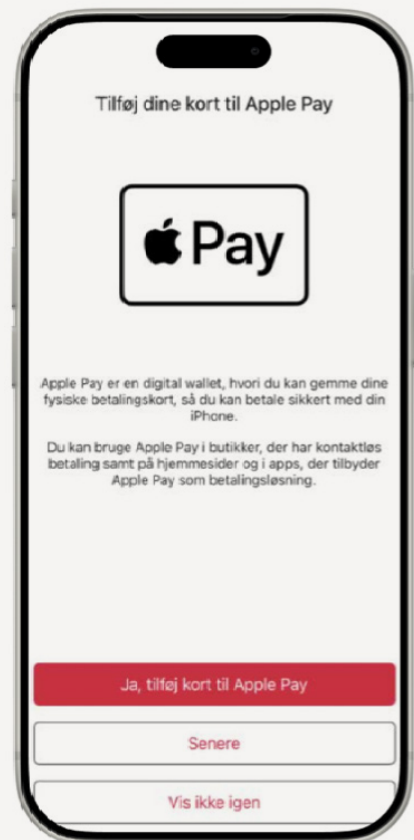 Tilføj dine kort til Apple Pay
Pay
Apple Pay er en digital wallet, hvori du kan gemme dine
fysiske betalingskort, så du kan betale sikkert med din
iPhone.
Du kan bruge Apple Pay i butikker, der har kontaktløs
betaling samt på hjemmesider og i apps, der tilbyder
Apple Pay som betalingsløsning.
Ja, tilføj kort til Apple Pay
Senere
Vis ikke igen